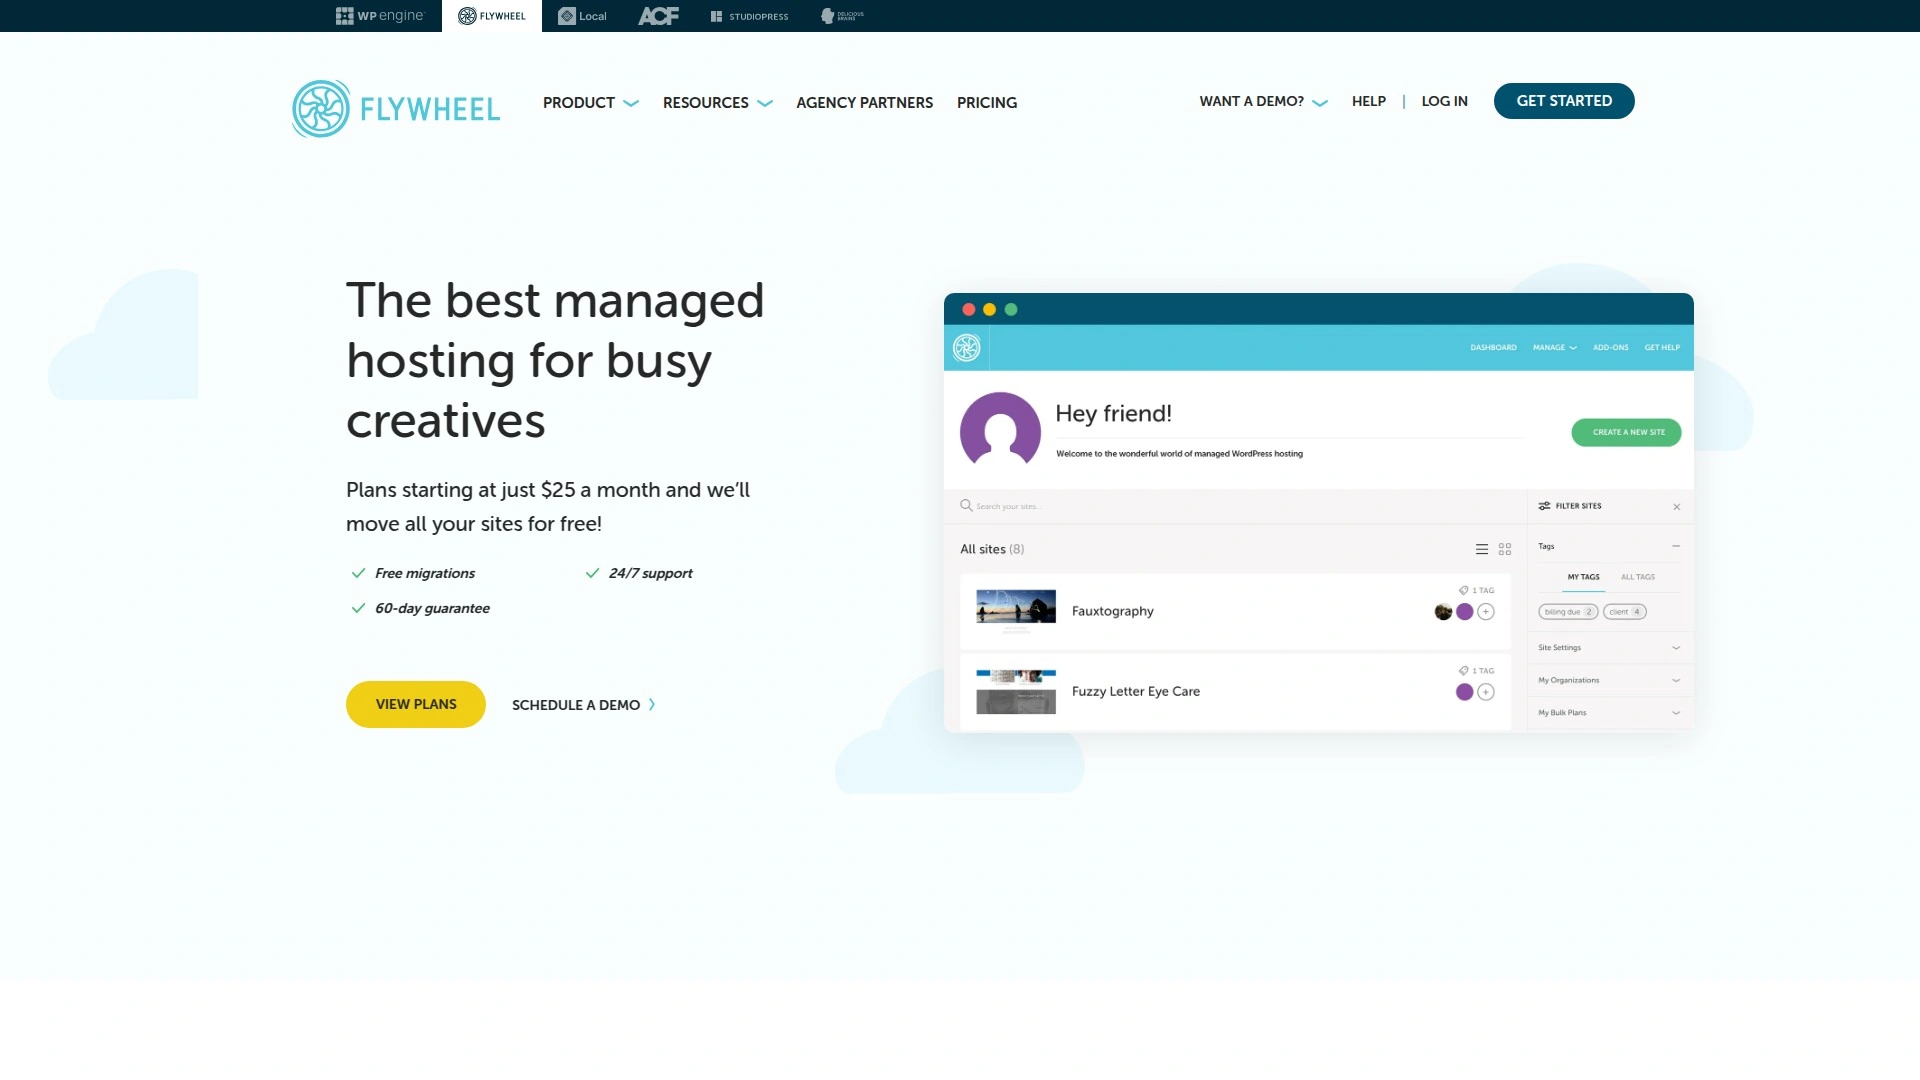 WP engine
FLYWHEEL
Local
ACF
STUDIOPRESS
DELICIOUS
BRAINS
FLYWHEEL
PRODUCT
RESOURCES
AGENCY PARTNERS
PRICING
WANT A DEMO?
HELP
LOG IN
GET STARTED
The best managed
hosting for busy
creatives
Plans starting at just $25 a month and we’ll
move all your sites for free!
Free migrations
24/7 support
60-day guarantee
VIEW PLANS
SCHEDULE A DEMO
DASHBOARD
MANAGE
ADD-ONS
GET HELP
Hey friend!
Welcome to the wonderful world of managed WordPress hosting
CREATE A NEW SITE
Search your sites...
FILTER SITES
All sites (8)
Tags
MY TAGS
ALL TAGS
billing due 2
client 4
Fauxtography
1 TAG
Site Settings
Fuzzy Letter Eye Care
1 TAG
My Organizations
My Bulk Plans